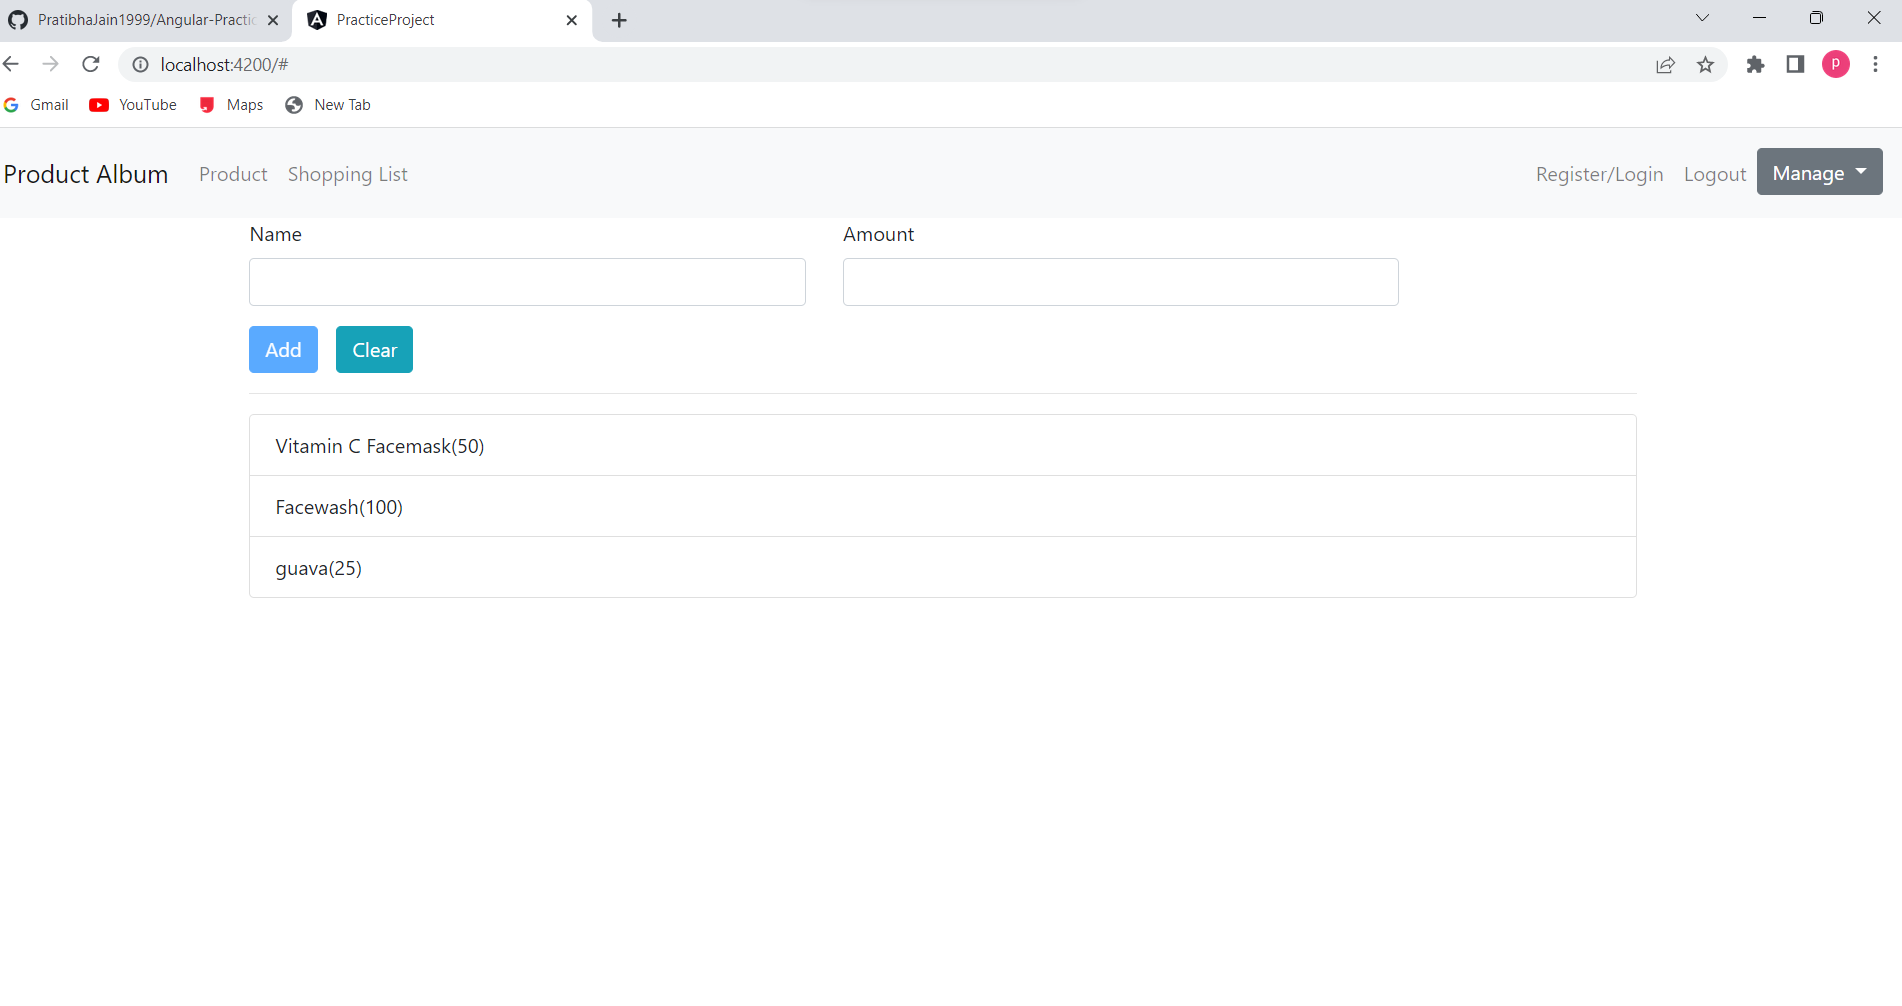 PratibhaJain1999/Angular-Practic
PracticeProject
localhost:4200/#
P
Gmail
YouTube
Maps
New Tab
Product Album
Product
Shopping List
Register/Login
Logout
Manage
Name
Amount
Add
Clear
Vitamin C Facemask(50)
Facewash(100)
guava(25)